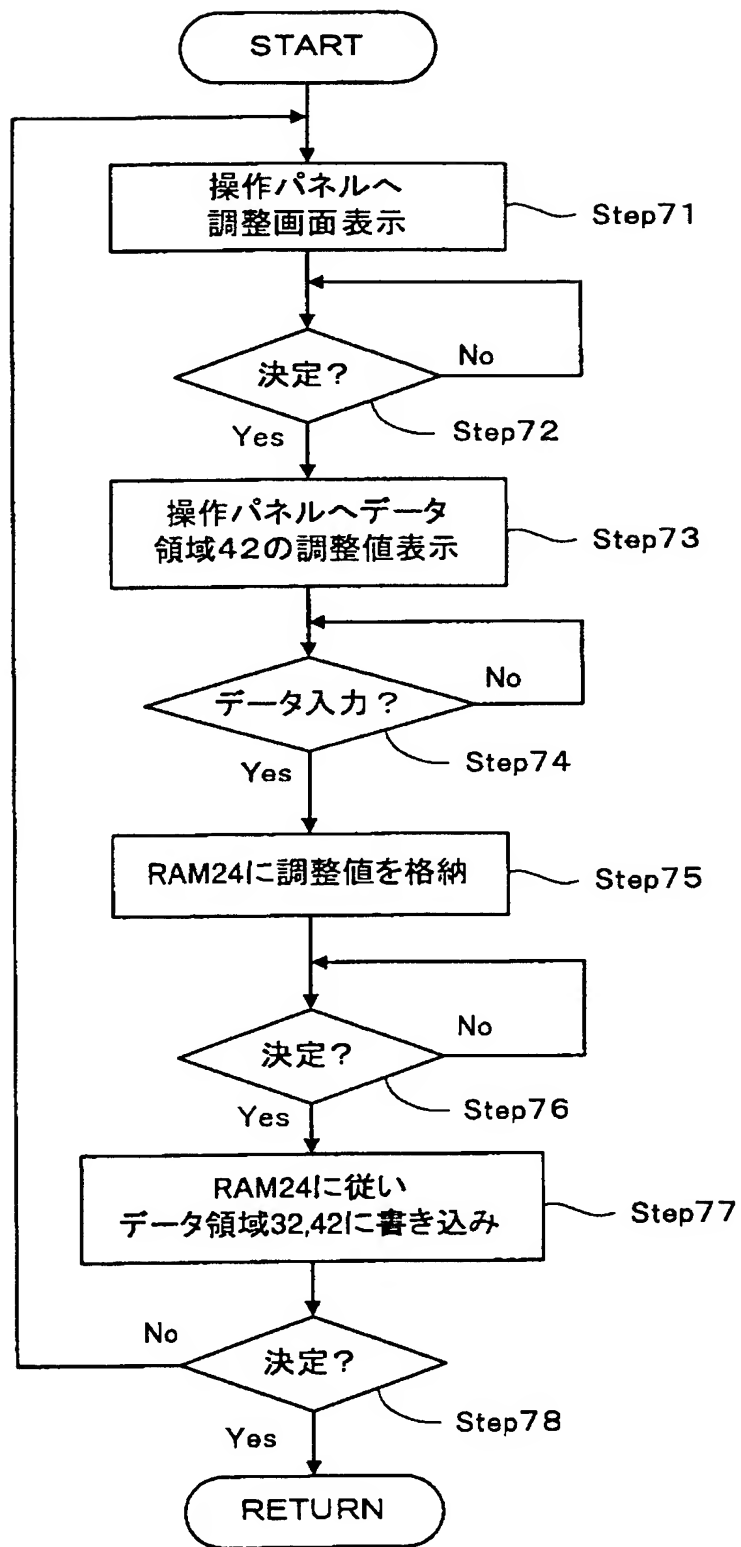 START
操作パネルへ
調整画面表示
Step71
決定？
No
Step72
Yes
操作パネルへデータ
領域42の調整値表示
Step73
データ入力？
No
Step74
Yes
RAM24に調整値を格納
Step75
決定？
No
Step76
Yes
RAM24に従い
データ領域32,42に書き込み
Step77
No
決定？
Step78
Yes
RETURN